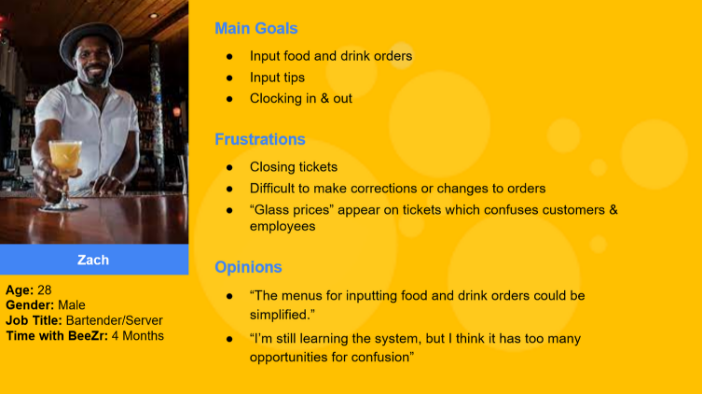 Main Goals
● Input food and drink orders
● Input tips
● Clocking in & out
Frustrations
● Closing tickets
● Difficult to make corrections or changes to orders
● “Glass prices” appear on tickets which confuses customers &
employees
Opinions
● “The menus for inputting food and drink orders could be
simplified.”
● “I’m still learning the system, but I think it has too many
opportunities for confusion”
Zach
Age: 28
Gender: Male
Job Title: Bartender/Server
Time with BeeZr: 4 Months